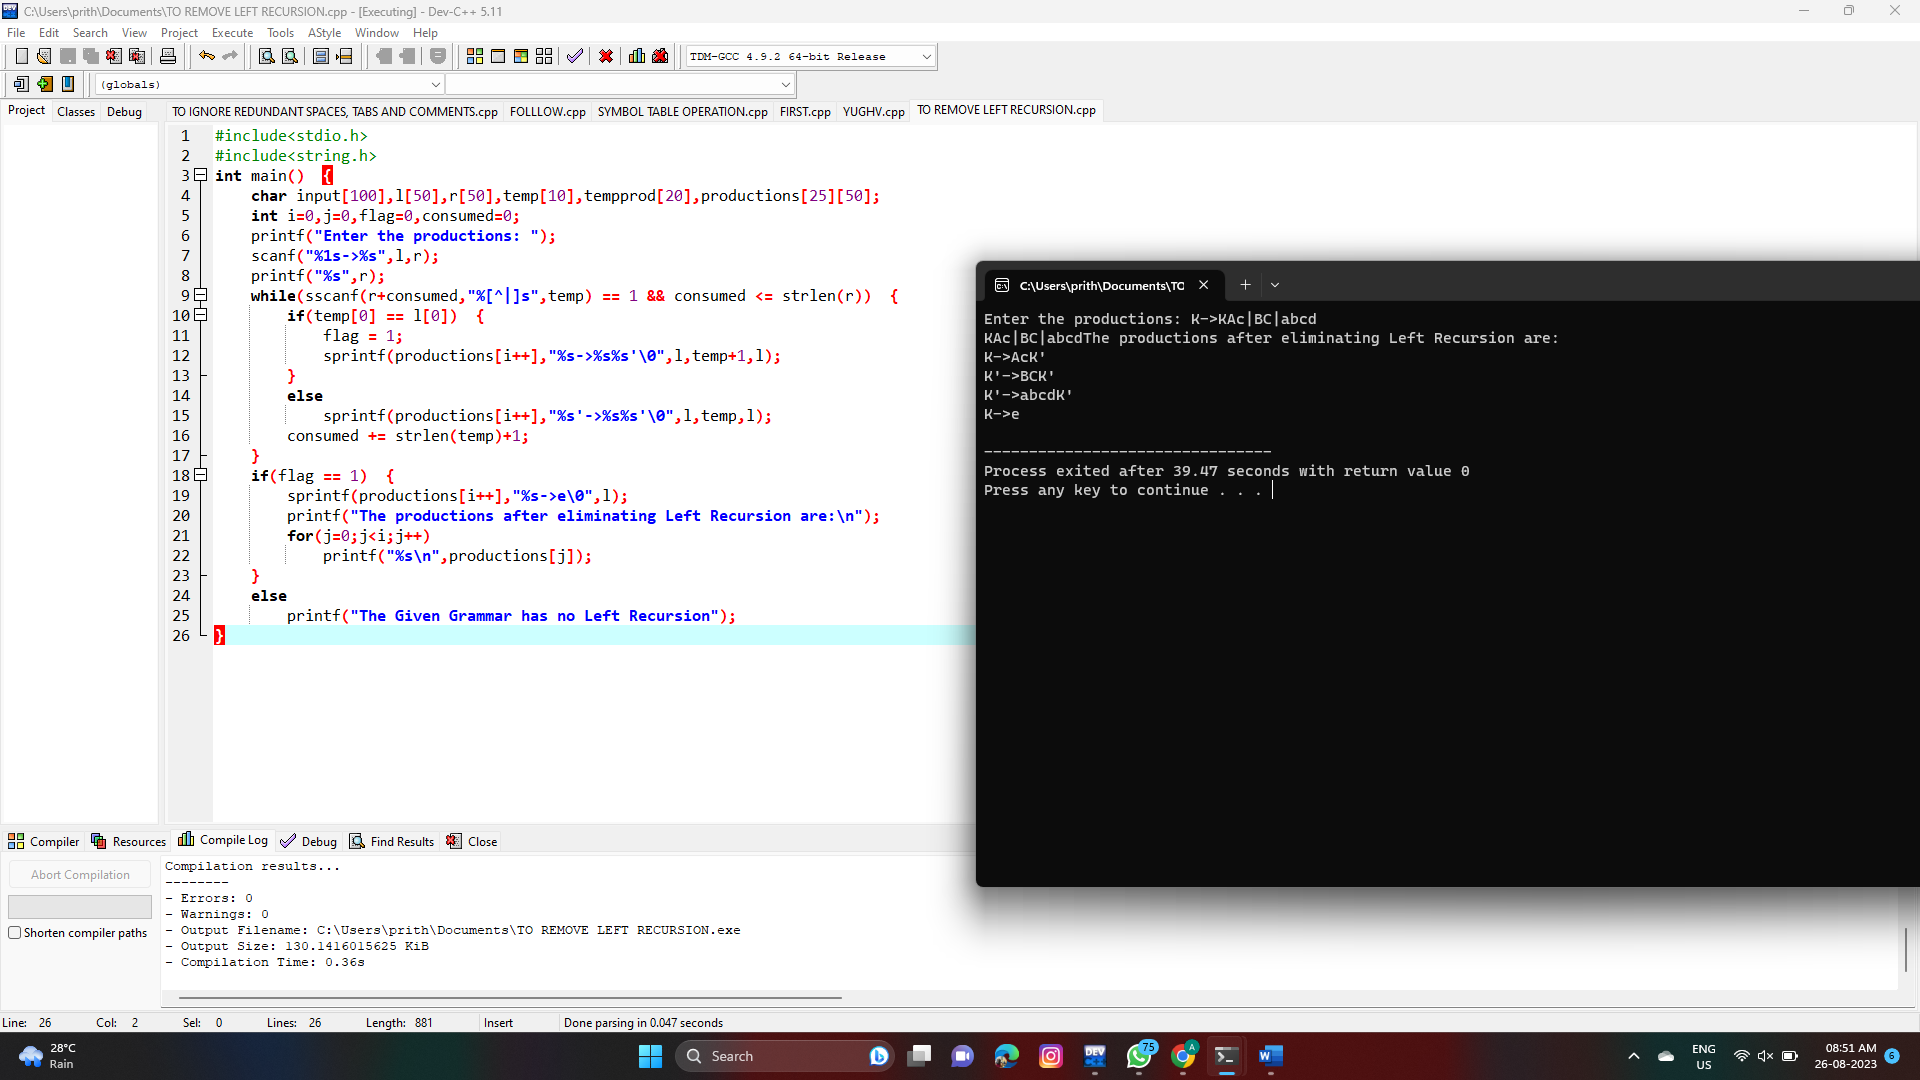 C:\Users\prith\Documents\TO REMOVE LEFT RECURSION.cpp - [Executing] - Dev-C++ 5.11
File Edit Search View Project Execute Tools AStyle Window Help
TDM-GCC 4.9.2 64-bit Release
(globals)
Project Classes Debug
TO IGNORE REDUNDANT SPACES, TABS AND COMMENTS.cpp FOLLLOW.cpp SYMBOL TABLE OPERATION.cpp FIRST.cpp YUGHV.cpp TO REMOVE LEFT RECURSION.cpp
1 #include<stdio.h>
2 #include<string.h>
3 int main()  {
4     char input[100],l[50],r[50],temp[10],tempprod[20],productions[25][50];
5     int i=0,j=0,flag=0,consumed=0;
6     printf("Enter the productions: ");
7     scanf("%1s->%s",l,r);
8     printf("%s",r);
9     while(sscanf(r+consumed,"%[^|]s",temp) == 1 && consumed <= strlen(r))  {
10         if(temp[0] == l[0])  {
11             flag = 1;
12             sprintf(productions[i++],"%s->%s%s'\0",l,temp+1,l);
13         }
14         else
15             sprintf(productions[i++],"%s'->%s%s'\0",l,temp,l);
16         consumed += strlen(temp)+1;
17     }
18     if(flag == 1)  {
19         sprintf(productions[i++],"%s->e\0",l);
20         printf("The productions after eliminating Left Recursion are:\n");
21         for(j=0;j<i;j++)
22             printf("%s\n",productions[j]);
23     }
24     else
25         printf("The Given Grammar has no Left Recursion");
26 }
C:\Users\prith\Documents\TO
Enter the productions: K->KAc|BC|abcd
KAc|BC|abcdThe productions after eliminating Left Recursion are:
K->AcK'
K'->BCK'
K'->abcdK'
K->e
--------------------------------
Process exited after 39.47 seconds with return value 0
Press any key to continue . . .
Compiler Resources Compile Log Debug Find Results Close
Abort Compilation
Shorten compiler paths
Compilation results...
--------
- Errors: 0
- Warnings: 0
- Output Filename: C:\Users\prith\Documents\TO REMOVE LEFT RECURSION.exe
- Output Size: 130.1416015625 KiB
- Compilation Time: 0.36s
Line: 26 Col: 2 Sel: 0 Lines: 26 Length: 881 Insert Done parsing in 0.047 seconds
28°C
Rain
Search
DEV
75
A
ENG
US
08:51 AM
26-08-2023
6